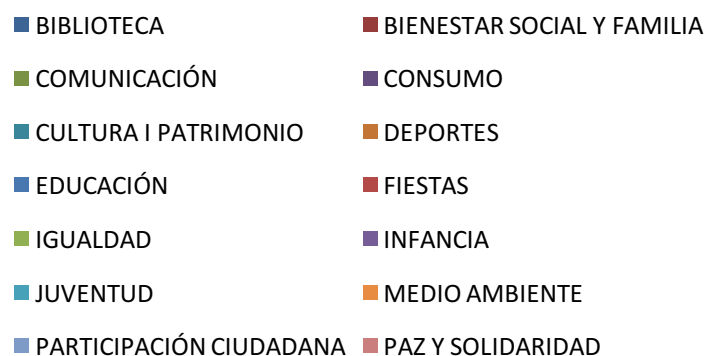 BIBLIOTECA BIENESTAR SOCIAL Y FAMILIA
COMUNICACIÓN CONSUMO
CULTURA I PATRIMONIO DEPORTES
EDUCACIÓN FIESTAS
IGUALDAD INFANCIA
JUVENTUD MEDIO AMBIENTE
PARTICIPACIÓN CIUDADANA PAZ Y SOLIDARIDAD